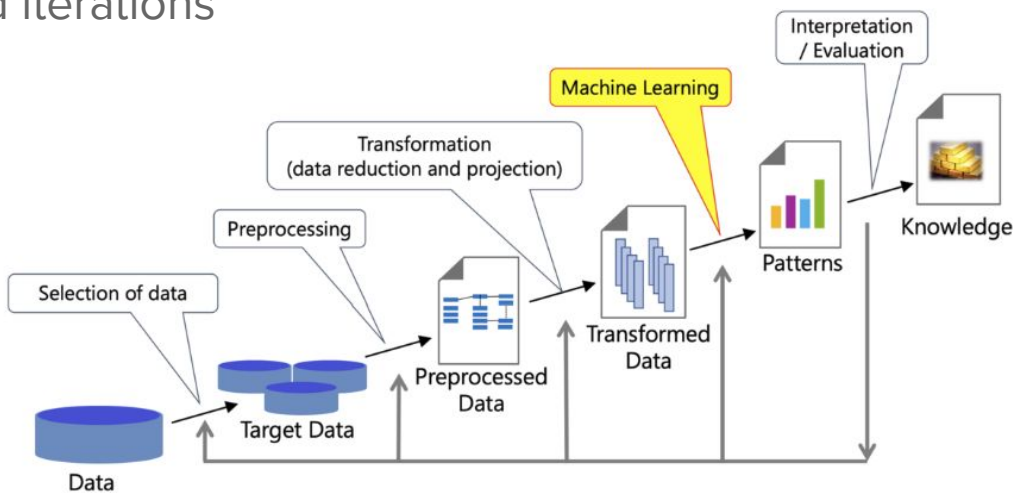 d iterations
Interpretation
/ Evaluation
Machine Learning
Transformation
(data reduction and projection)
Preprocessing
Selection of data
Knowledge
Patterns
Transformed
Data
Preprocessed
Data
Target Data
Data